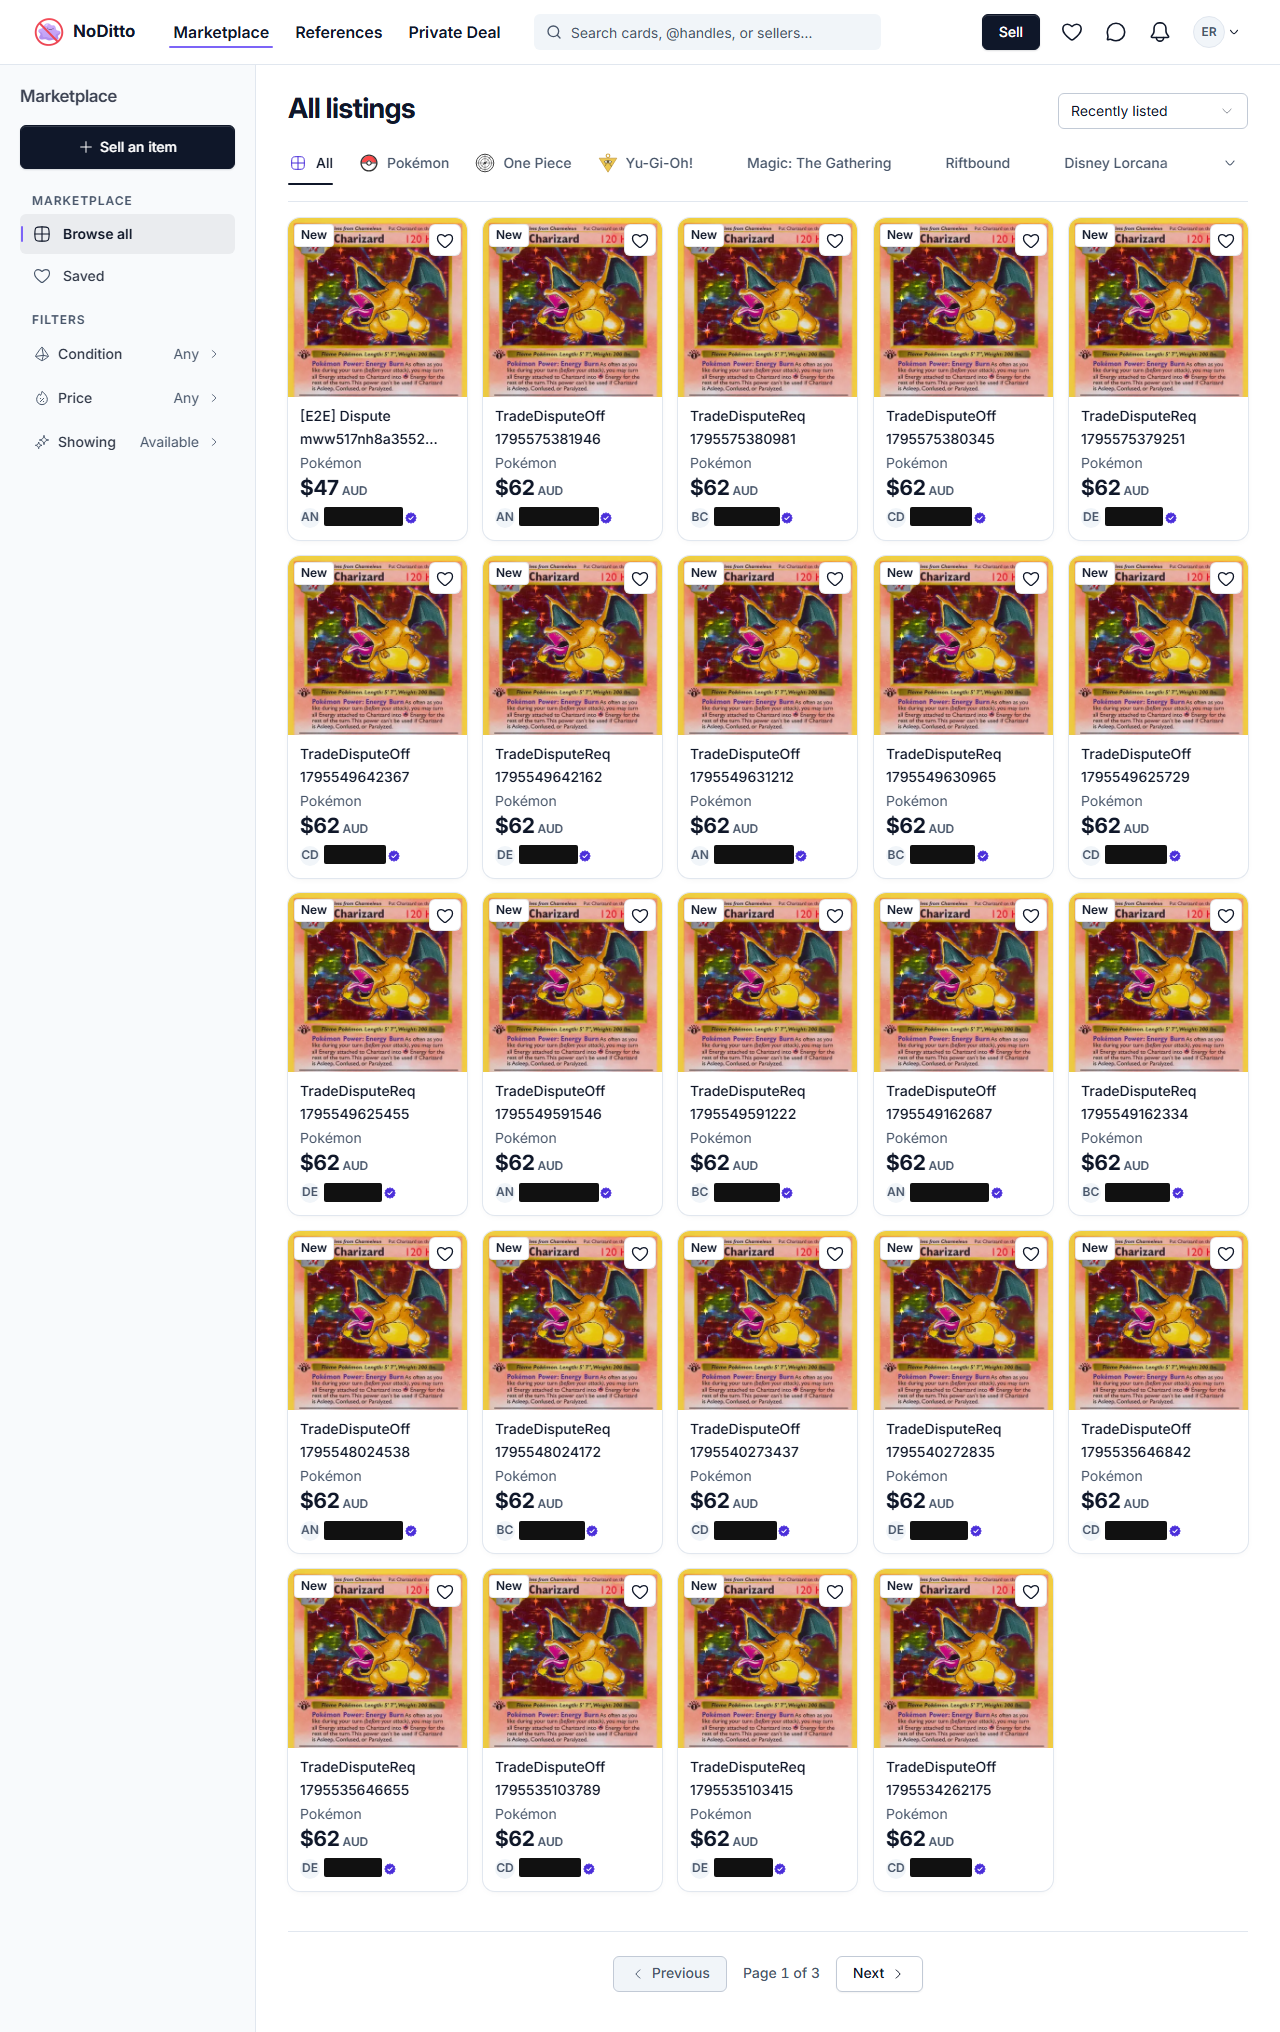 NoDitto
Marketplace
References
Private Deal
Search cards, @handles, or sellers...
Sell
ER
Marketplace
Sell an item
MARKETPLACE
Browse all
Saved
FILTERS
Condition Any
Price Any
Showing Available
All listings
Recently listed
All
Pokémon
One Piece
Yu-Gi-Oh!
Magic: The Gathering
Riftbound
Disney Lorcana
New
[E2E] Dispute
mww517nh8a3552...
Pokémon
$47 AUD
AN
New
TradeDisputeOff
1795575381946
Pokémon
$62 AUD
AN
New
TradeDisputeReq
1795575380981
Pokémon
$62 AUD
BC
New
TradeDisputeOff
1795575380345
Pokémon
$62 AUD
CD
New
TradeDisputeReq
1795575379251
Pokémon
$62 AUD
DE
New
TradeDisputeOff
1795549642367
Pokémon
$62 AUD
CD
New
TradeDisputeReq
1795549642162
Pokémon
$62 AUD
DE
New
TradeDisputeOff
1795549631212
Pokémon
$62 AUD
AN
New
TradeDisputeReq
1795549630965
Pokémon
$62 AUD
BC
New
TradeDisputeOff
1795549625729
Pokémon
$62 AUD
CD
New
TradeDisputeReq
1795549625455
Pokémon
$62 AUD
DE
New
TradeDisputeOff
1795549591546
Pokémon
$62 AUD
AN
New
TradeDisputeReq
1795549591222
Pokémon
$62 AUD
BC
New
TradeDisputeOff
1795549162687
Pokémon
$62 AUD
AN
New
TradeDisputeReq
1795549162334
Pokémon
$62 AUD
BC
New
TradeDisputeOff
1795548024538
Pokémon
$62 AUD
AN
New
TradeDisputeReq
1795548024172
Pokémon
$62 AUD
BC
New
TradeDisputeOff
1795540273437
Pokémon
$62 AUD
CD
New
TradeDisputeReq
1795540272835
Pokémon
$62 AUD
DE
New
TradeDisputeOff
1795535646842
Pokémon
$62 AUD
CD
New
TradeDisputeReq
1795535646655
Pokémon
$62 AUD
DE
New
TradeDisputeOff
1795535103789
Pokémon
$62 AUD
CD
New
TradeDisputeReq
1795535103415
Pokémon
$62 AUD
DE
New
TradeDisputeOff
1795534262175
Pokémon
$62 AUD
CD
Previous
Page 1 of 3
Next